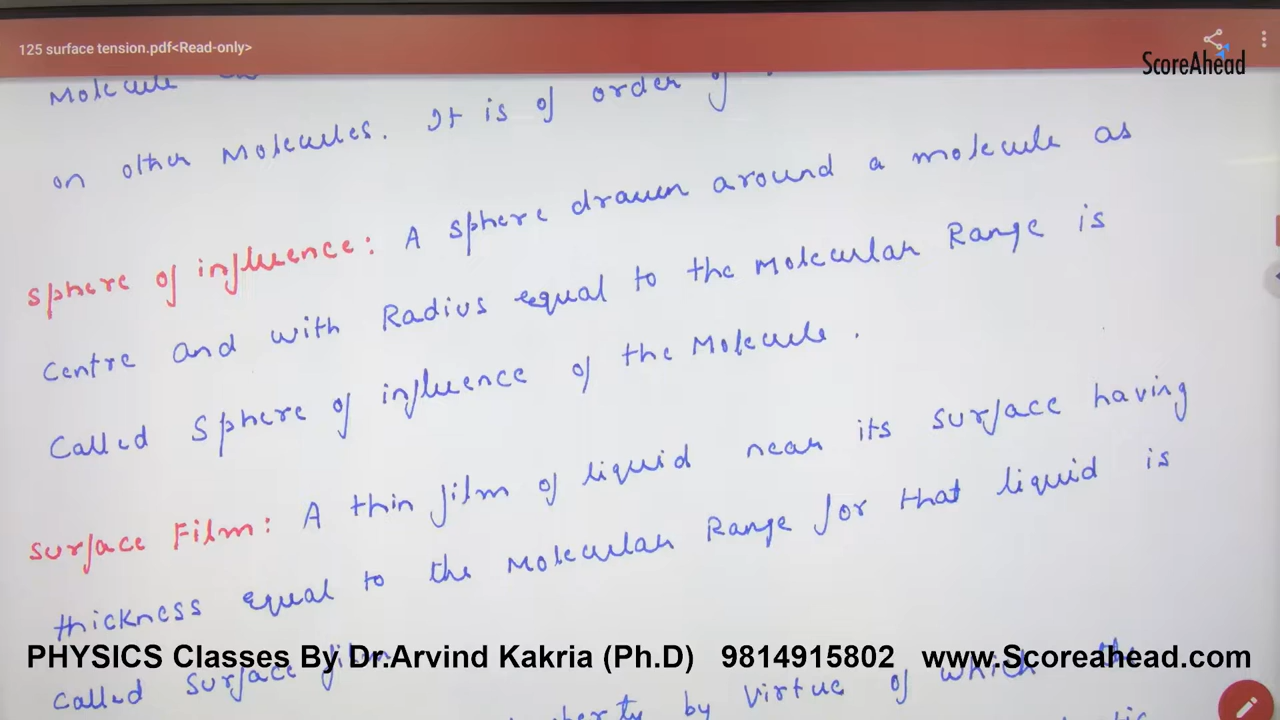 125 surface tension.pdf<Read-only>
ScoreAhead
Molecule
on other Molecules. It is of order of
Sphere of influence: A sphere drawn around a molecule as
Centre and with Radius equal to the Molecular Range is
Called Sphere of influence of the Molecule.
Surface Film: A thin film of liquid near its surface having
thickness equal to the Molecular Range for that liquid is
Called surface film
by virtue of which the
PHYSICS Classes By Dr.Arvind Kakria (Ph.D) 9814915802 www.Scoreahead.com